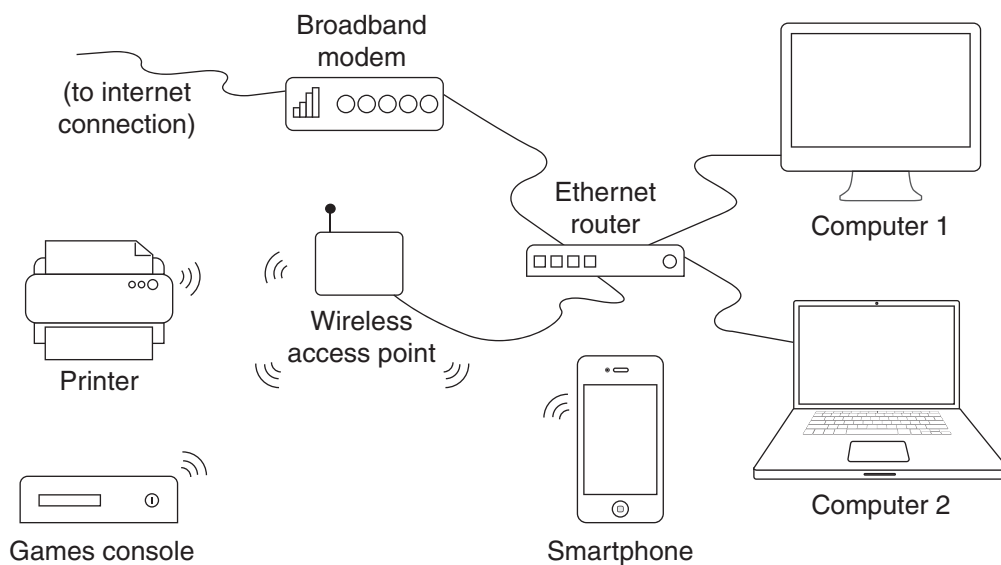 Broadband
modem
(to internet
connection)
Ethernet
router
Computer 1
Wireless
access point
Printer
Computer 2
Games console
Smartphone